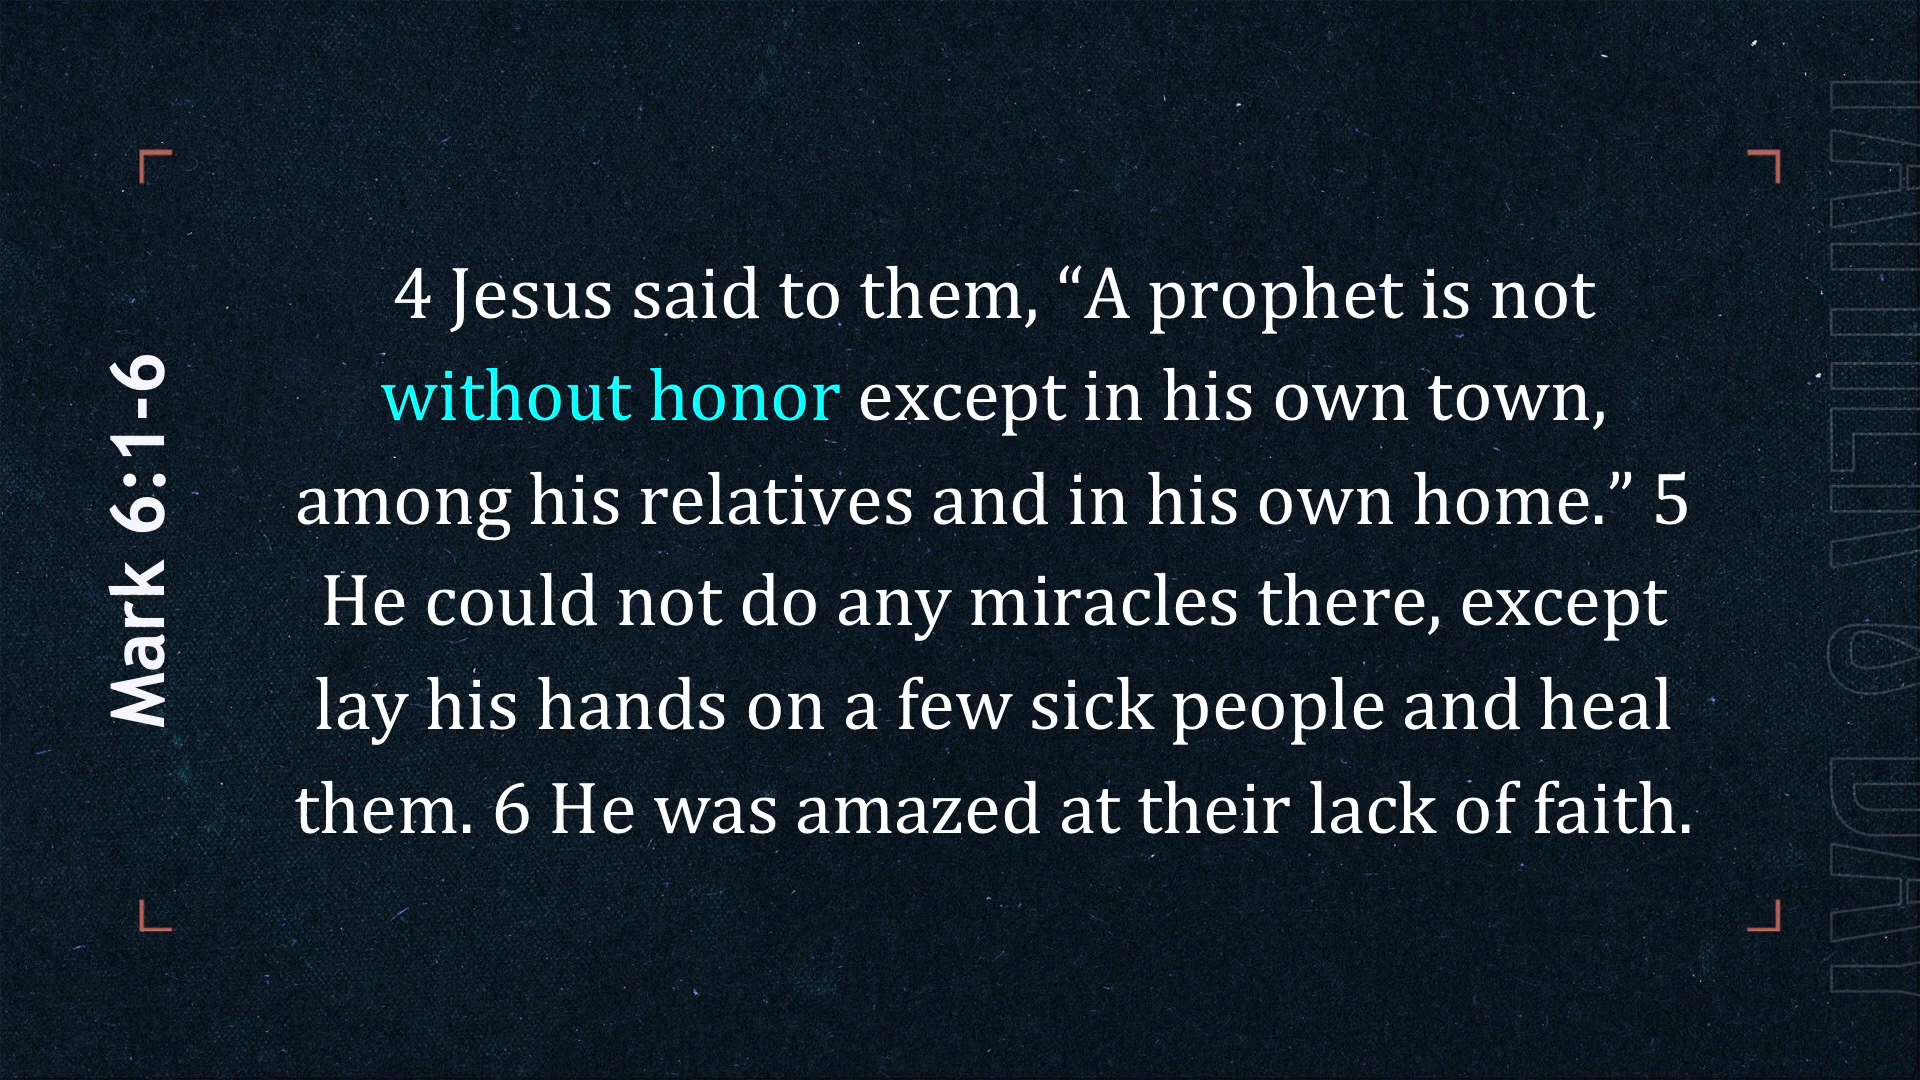 Mark 6:1-6
4 Jesus said to them, “A prophet is not
without honor except in his own town,
among his relatives and in his own home.” 5
He could not do any miracles there, except
lay his hands on a few sick people and heal
them. 6 He was amazed at their lack of faith.